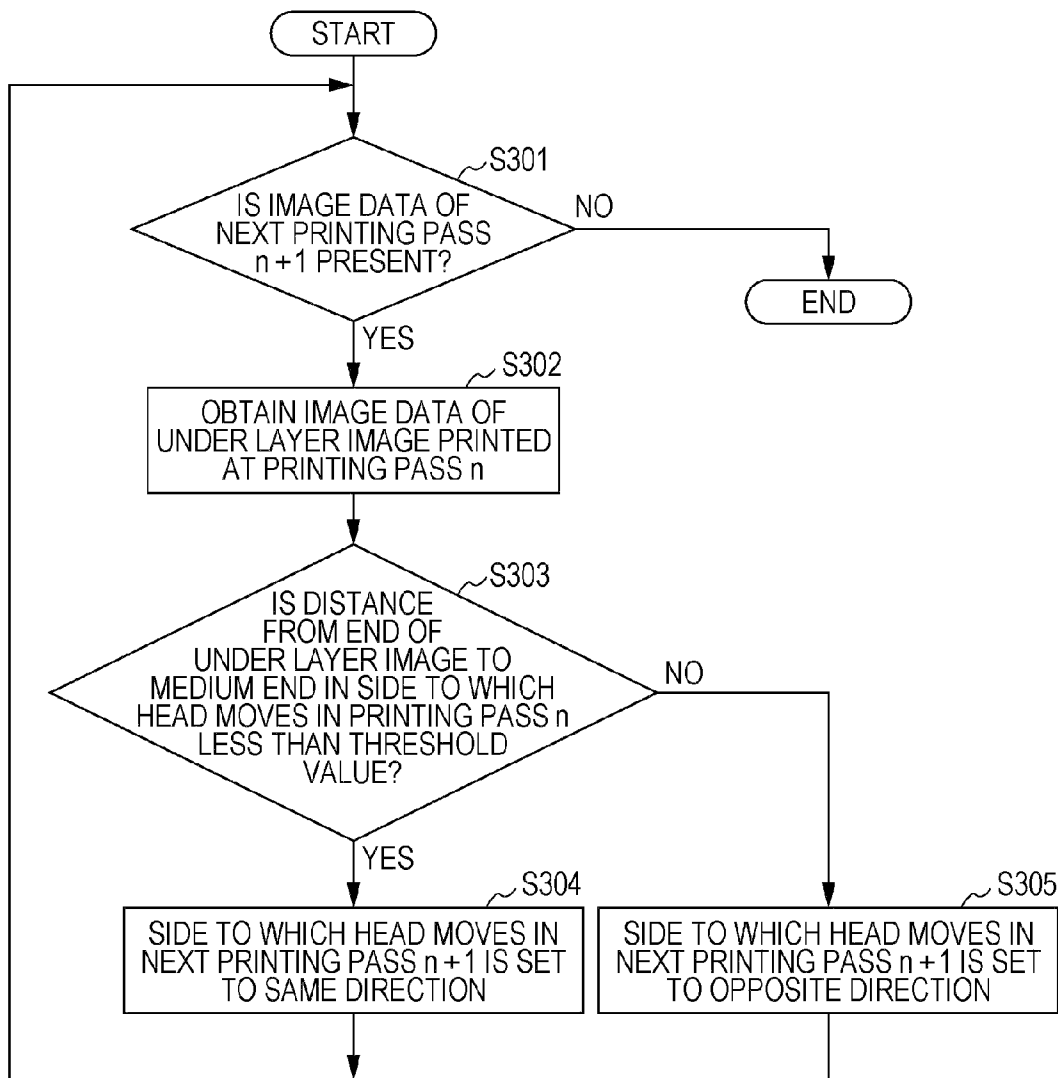 START
S301
IS IMAGE DATA OF
NEXT PRINTING PASS
n+1 PRESENT?
NO
END
YES
S302
OBTAIN IMAGE DATA OF
UNDER LAYER IMAGE PRINTED
AT PRINTING PASS n
S303
IS DISTANCE
FROM END OF
UNDER LAYER IMAGE TO
MEDIUM END IN SIDE TO WHICH
HEAD MOVES IN PRINTING PASS n
LESS THAN THRESHOLD
VALUE?
NO
YES
S304
SIDE TO WHICH HEAD MOVES IN
NEXT PRINTING PASS n+1 IS SET
TO SAME DIRECTION
S305
SIDE TO WHICH HEAD MOVES IN
NEXT PRINTING PASS n+1 IS SET
TO OPPOSITE DIRECTION